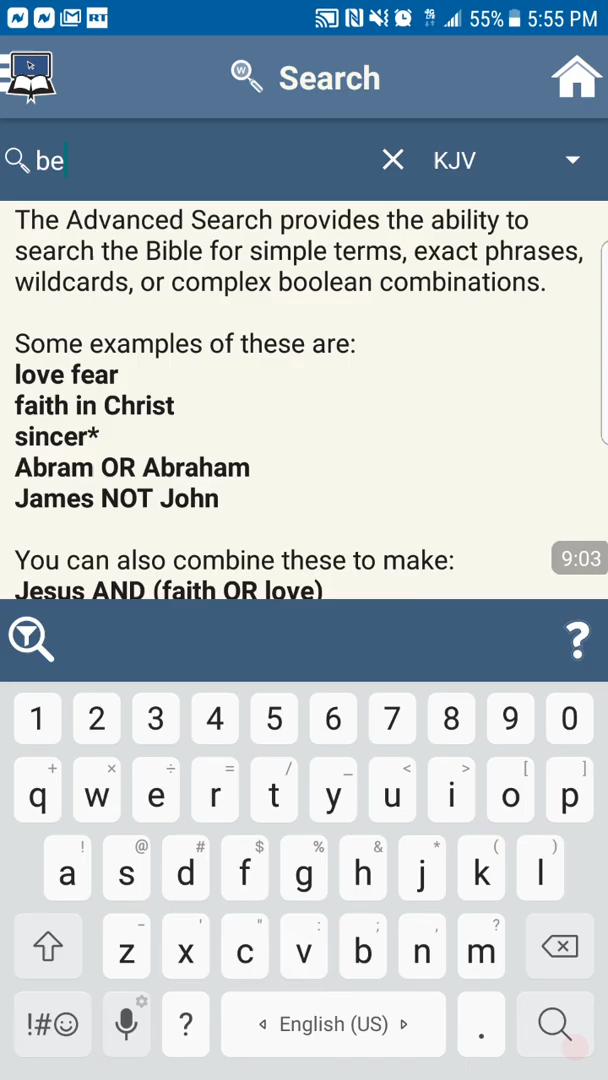 55% 5:55 PM
W Search
be KJV
The Advanced Search provides the ability to
search the Bible for simple terms, exact phrases,
wildcards, or complex boolean combinations.
Some examples of these are:
love fear
faith in Christ
sincer*
Abram OR Abraham
James NOT John
You can also combine these to make:
9:03
Jesus AND (faith OR love)
?
1 2 3 4 5 6 7 8 9 0
+ × ÷ = / _ < > [ ]
q w e r t y u i o p
! @ # $ % & * ( )
a s d f g h j k l
- ' " : ; , ?
z x c v b n m
!#☺ ? English (US) .